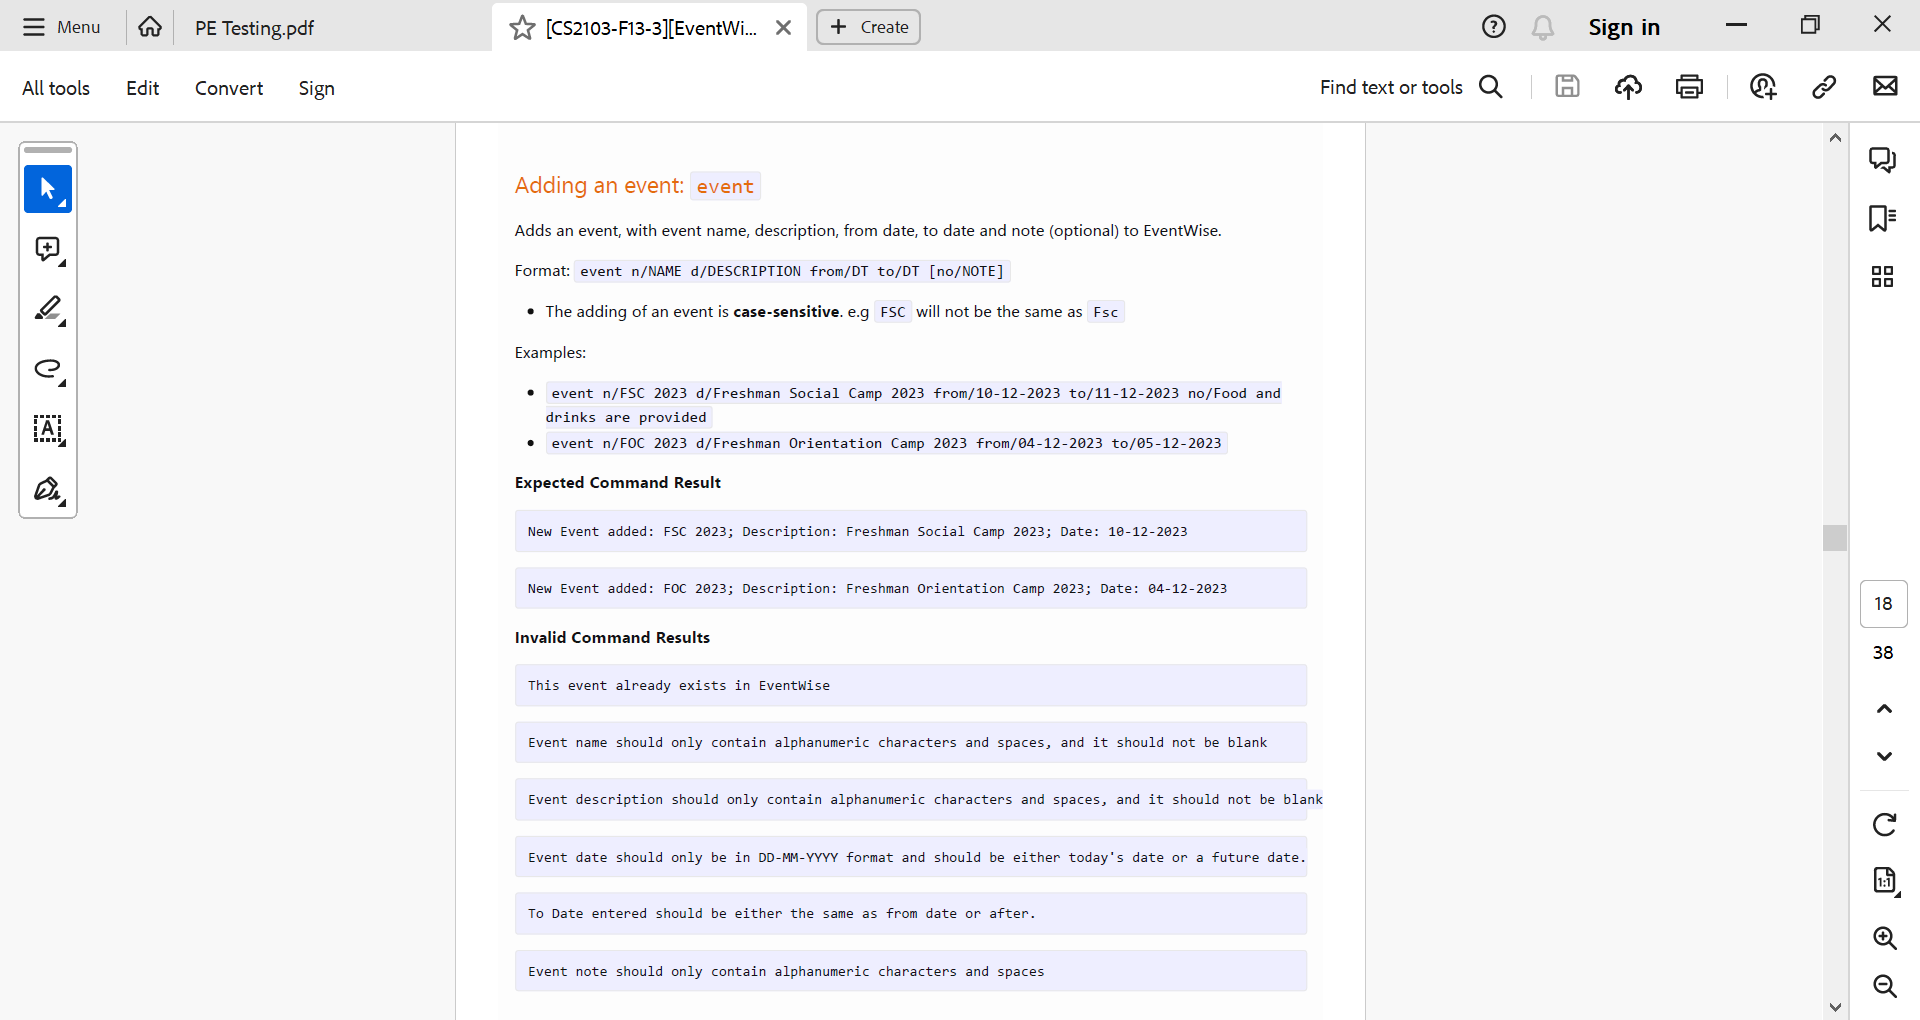 Menu
PE Testing.pdf
[CS2103-F13-3][EventWi...
Create
Sign in
All tools
Edit
Convert
Sign
Find text or tools
Adding an event: event
Adds an event, with event name, description, from date, to date and note (optional) to EventWise.
Format: event n/NAME d/DESCRIPTION from/DT to/DT [no/NOTE]
• The adding of an event is case-sensitive. e.g FSC will not be the same as Fsc
Examples:
• event n/FSC 2023 d/Freshman Social Camp 2023 from/10-12-2023 to/11-12-2023 no/Food and
drinks are provided
• event n/FOC 2023 d/Freshman Orientation Camp 2023 from/04-12-2023 to/05-12-2023
Expected Command Result
New Event added: FSC 2023; Description: Freshman Social Camp 2023; Date: 10-12-2023
New Event added: FOC 2023; Description: Freshman Orientation Camp 2023; Date: 04-12-2023
Invalid Command Results
This event already exists in EventWise
Event name should only contain alphanumeric characters and spaces, and it should not be blank
Event description should only contain alphanumeric characters and spaces, and it should not be blank
Event date should only be in DD-MM-YYYY format and should be either today's date or a future date.
To Date entered should be either the same as from date or after.
Event note should only contain alphanumeric characters and spaces
18
38
1:1